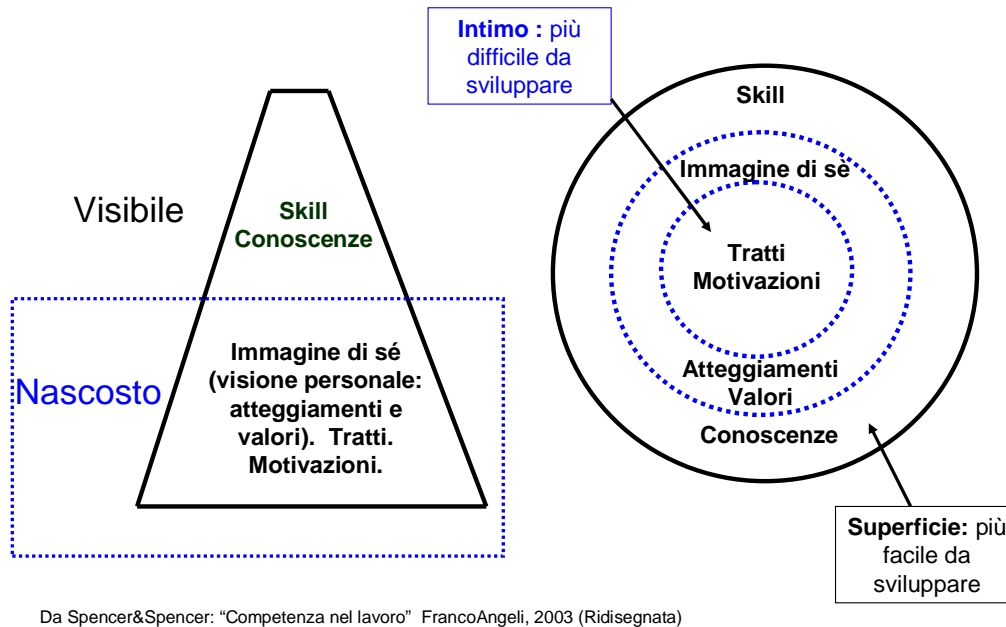 Intimo : più
difficile da
sviluppare
Visibile
Skill
Conoscenze
Nascosto
Immagine di sé
(visione personale:
atteggiamenti e
valori). Tratti.
Motivazioni.
Skill
Immagine di sè
Tratti
Motivazioni
Atteggiamenti
Valori
Conoscenze
Superficie: più
facile da
sviluppare
Da Spencer&Spencer: “Competenza nel lavoro” FrancoAngeli, 2003 (Ridisegnata)